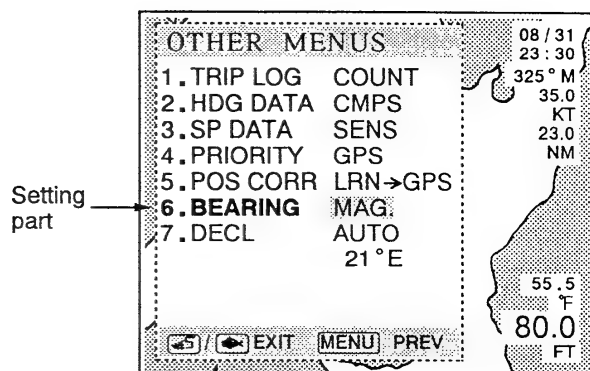 OTHER MENUS
1.TRIP LOG COUNT
2.HDG DATA CMPS
3.SP DATA SENS
4.PRIORITY GPS
5.POS CORR LRN→GPS
6.BEARING MAG.
7.DECL AUTO
21°E
EXIT MENU PREV
Setting
part
08/31
23:30
325°M
35.0
KT
23.0
NM
55.5
°F
80.0
FT